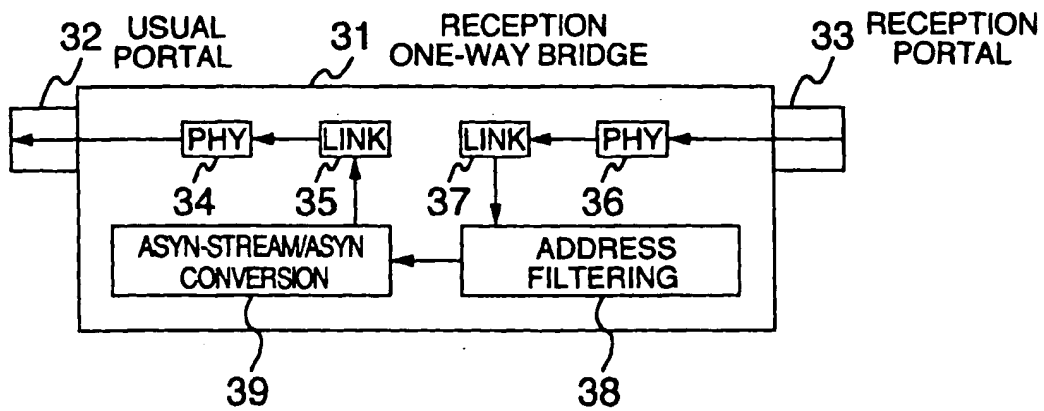 32 USUAL PORTAL
31 RECEPTION ONE-WAY BRIDGE
33 RECEPTION PORTAL
PHY
LINK
LINK
PHY
34
35
37
36
ASYN-STREAM/ASYN
CONVERSION
ADDRESS
FILTERING
39
38